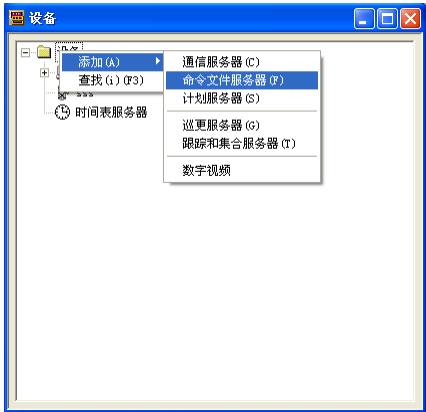 设备
设备
添加(A)
查找(i)(F3)
通信服务器(C)
命令文件服务器(F)
计划服务器(S)
巡更服务器(G)
跟踪和集合服务器(T)
数字视频
时间表服务器